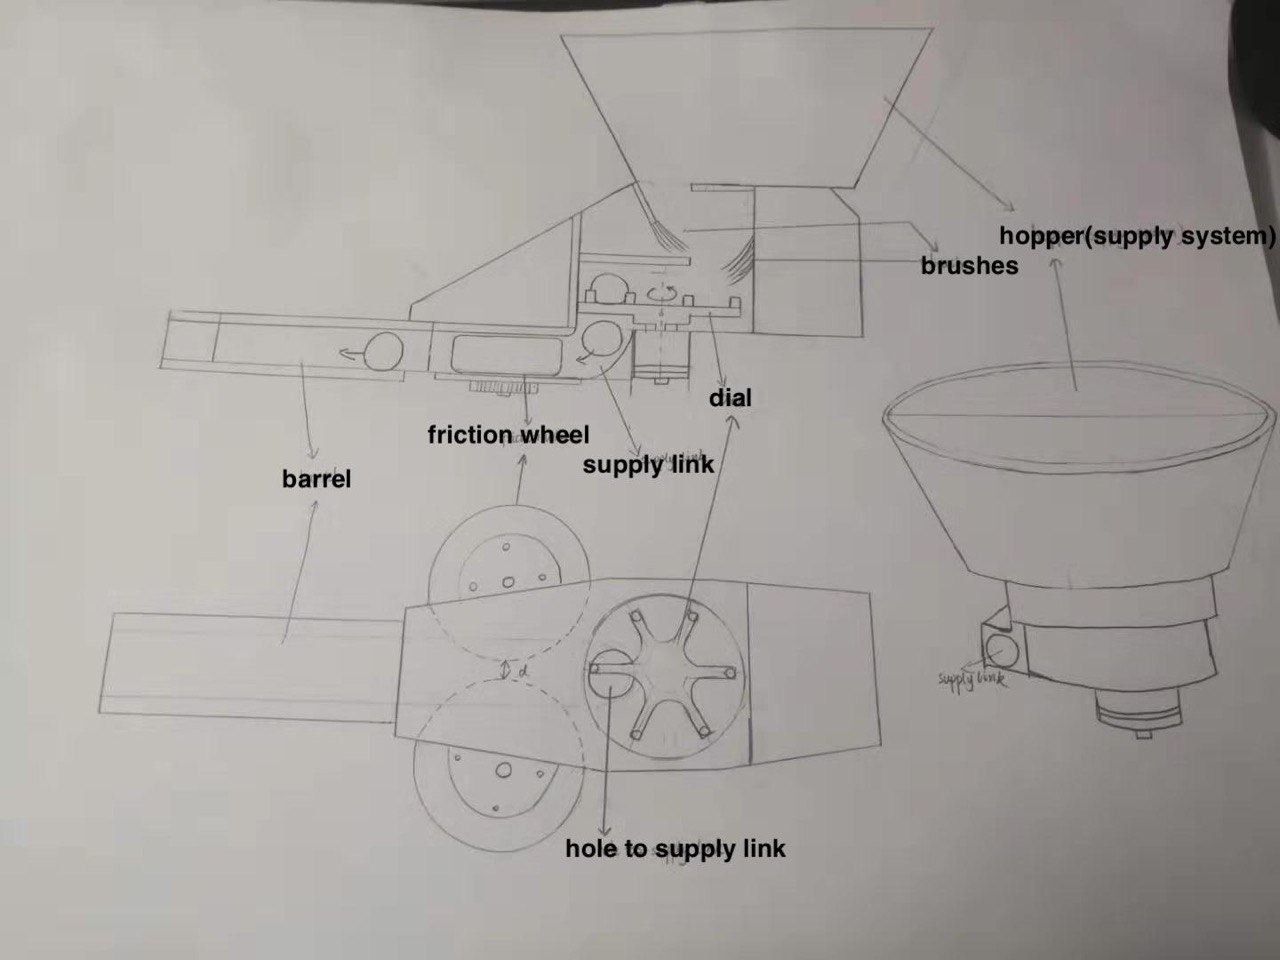 hopper(supply system)
brushes
dial
friction wheel
supply link
barrel
d
supply link
hole to supply link